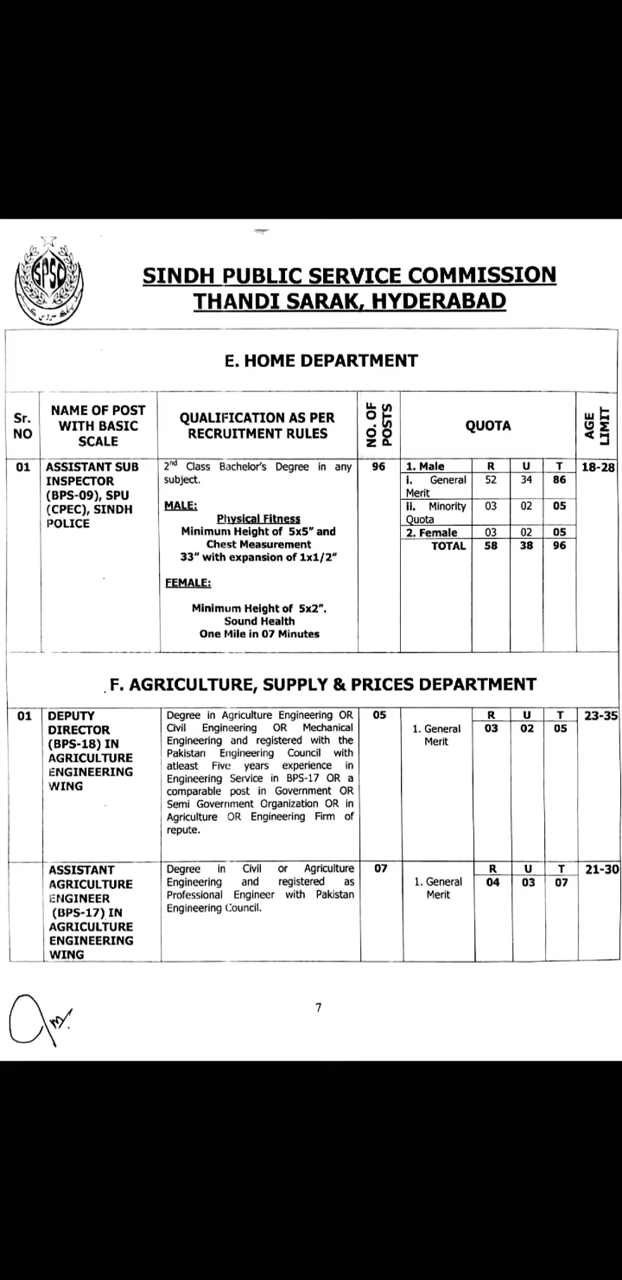 SPSC
SINDH PUBLIC SERVICE COMMISSION
THANDI SARAK, HYDERABAD
E. HOME DEPARTMENT
Sr. NO
NAME OF POST WITH BASIC SCALE
QUALIFICATION AS PER RECRUITMENT RULES
NO. OF POSTS
QUOTA
AGE LIMIT
01
ASSISTANT SUB
INSPECTOR
(BPS-09), SPU
(CPEC), SINDH
POLICE
2nd Class Bachelor's Degree in any
subject.
MALE:
Physical Fitness
Minimum Height of 5x5" and
Chest Measurement
33" with expansion of 1x1/2"
FEMALE:
Minimum Height of 5x2".
Sound Health
One Mile in 07 Minutes
96
1. Male R U T
i. General Merit 52 34 86
ii. Minority Quota 03 02 05
2. Female 03 02 05
TOTAL 58 38 96
18-28
F. AGRICULTURE, SUPPLY & PRICES DEPARTMENT
01
DEPUTY
DIRECTOR
(BPS-18) IN
AGRICULTURE
ENGINEERING
WING
Degree in Agriculture Engineering OR
Civil Engineering OR Mechanical
Engineering and registered with the
Pakistan Engineering Council with
atleast Five years experience in
Engineering Service in BPS-17 OR a
comparable post in Government OR
Semi Government Organization OR in
Agriculture OR Engineering Firm of
repute.
05
R U T
1. General Merit 03 02 05
23-35
ASSISTANT
AGRICULTURE
ENGINEER
(BPS-17) IN
AGRICULTURE
ENGINEERING
WING
Degree in Civil or Agriculture
Engineering and registered as
Professional Engineer with Pakistan
Engineering Council.
07
R U T
1. General Merit 04 03 07
21-30
7